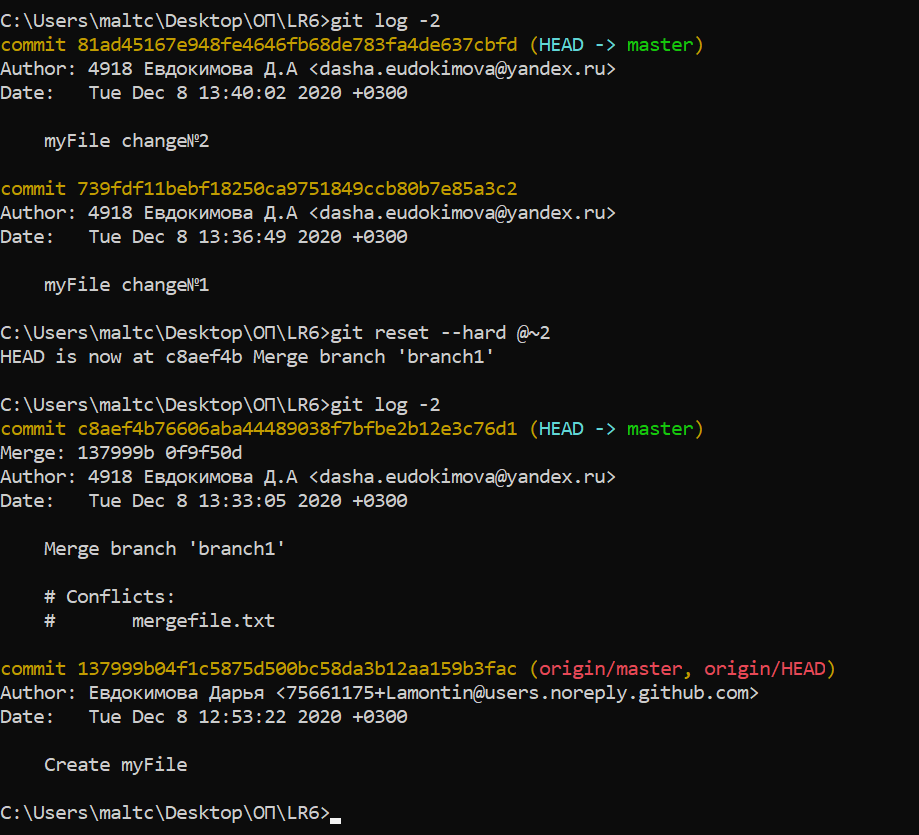 C:\Users\maltc\Desktop\ОП\LR6>git log -2
commit 81ad45167e948fe4646fb68de783fa4de637cbfd (HEAD -> master)
Author: 4918 Евдокимова Д.А <dasha.eudokimova@yandex.ru>
Date:   Tue Dec 8 13:40:02 2020 +0300
    myFile change№2
commit 739fdf11bebf18250ca9751849ccb80b7e85a3c2
Author: 4918 Евдокимова Д.А <dasha.eudokimova@yandex.ru>
Date:   Tue Dec 8 13:36:49 2020 +0300
    myFile change№1
C:\Users\maltc\Desktop\ОП\LR6>git reset --hard @~2
HEAD is now at c8aef4b Merge branch 'branch1'
C:\Users\maltc\Desktop\ОП\LR6>git log -2
commit c8aef4b76606aba44489038f7bfbe2b12e3c76d1 (HEAD -> master)
Merge: 137999b 0f9f50d
Author: 4918 Евдокимова Д.А <dasha.eudokimova@yandex.ru>
Date:   Tue Dec 8 13:33:05 2020 +0300
    Merge branch 'branch1'
    # Conflicts:
    #       mergefile.txt
commit 137999b04f1c5875d500bc58da3b12aa159b3fac (origin/master, origin/HEAD)
Author: Евдокимова Дарья <75661175+Lamontin@users.noreply.github.com>
Date:   Tue Dec 8 12:53:22 2020 +0300
    Create myFile
C:\Users\maltc\Desktop\ОП\LR6>